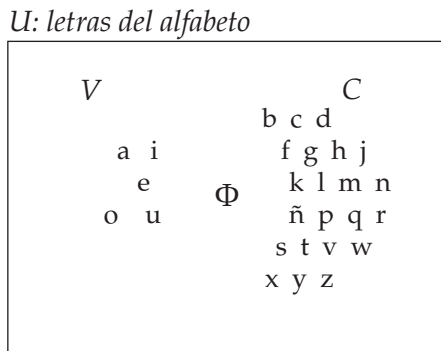 U: letras del alfabeto
V C
b c d
a i f g h j
e k l m n
Φ
o u ñ p q r
s t v w
x y z